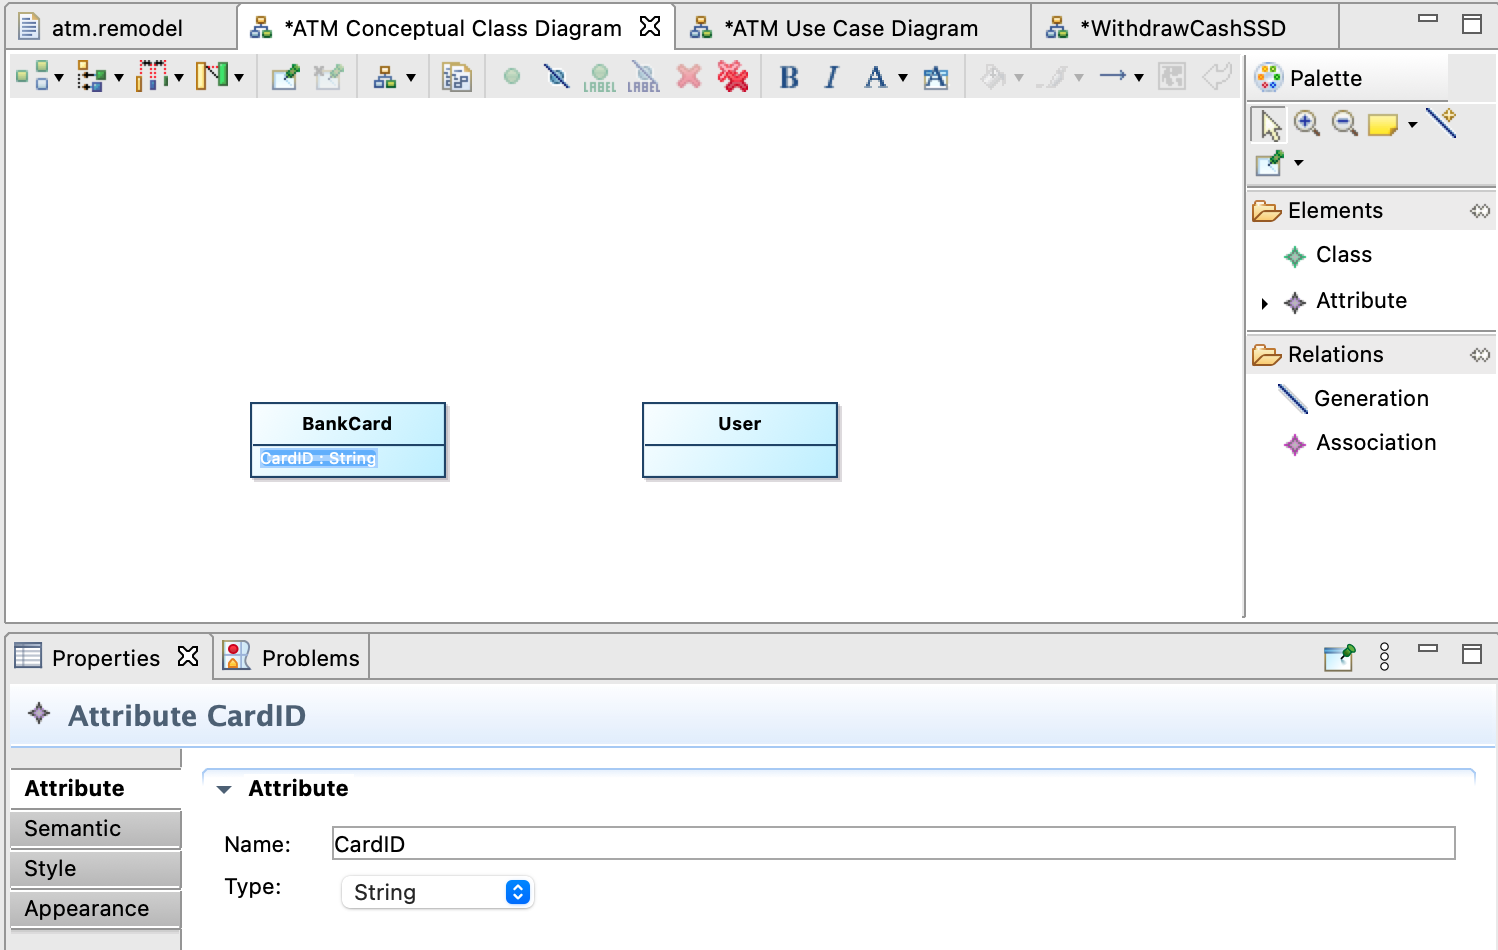 atm.remodel
*ATM Conceptual Class Diagram
*ATM Use Case Diagram
*WithdrawCashSSD
LABEL
LABEL
B
I
A
A
Palette
Elements
Class
Attribute
Relations
Generation
Association
BankCard
CardID : String
User
Properties
Problems
Attribute CardID
Attribute
Semantic
Style
Appearance
Attribute
Name:
CardID
Type:
String